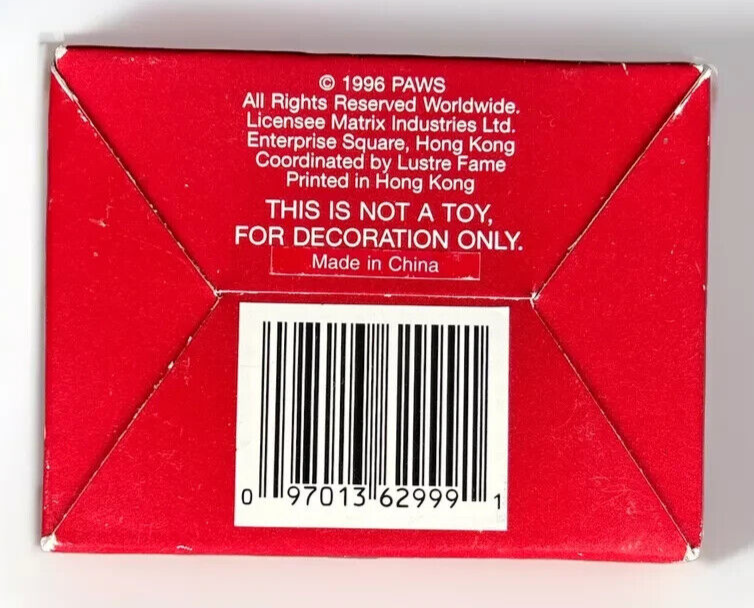 © 1996 PAWS
All Rights Reserved Worldwide.
Licensee Matrix Industries Ltd.
Enterprise Square, Hong Kong
Coordinated by Lustre Fame
Printed in Hong Kong
THIS IS NOT A TOY,
FOR DECORATION ONLY.
Made in China
0 97013 62999 1